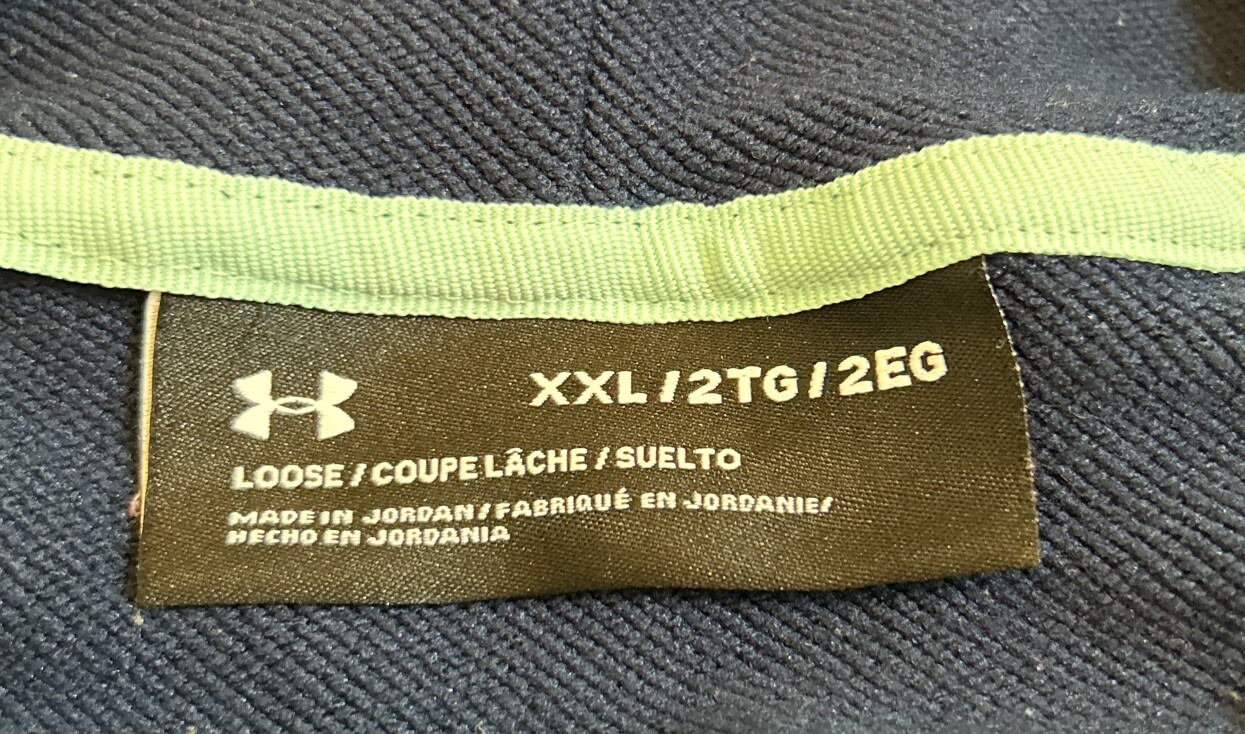 XXL / 2TG / 2EG
LOOSE / COUPE LÂCHE / SUELTO
MADE IN JORDAN / FABRIQUÉ EN JORDANIE/
HECHO EN JORDANIA